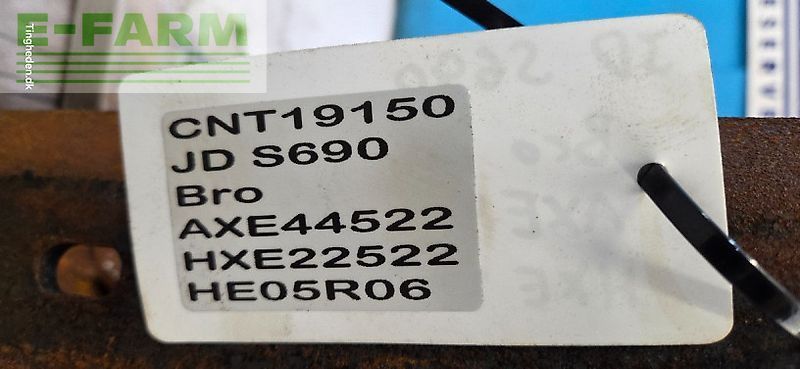 E-FARM
Tingheden.dk
CNT19150
JD S690
Bro
AXE44522
HXE22522
HE05R06